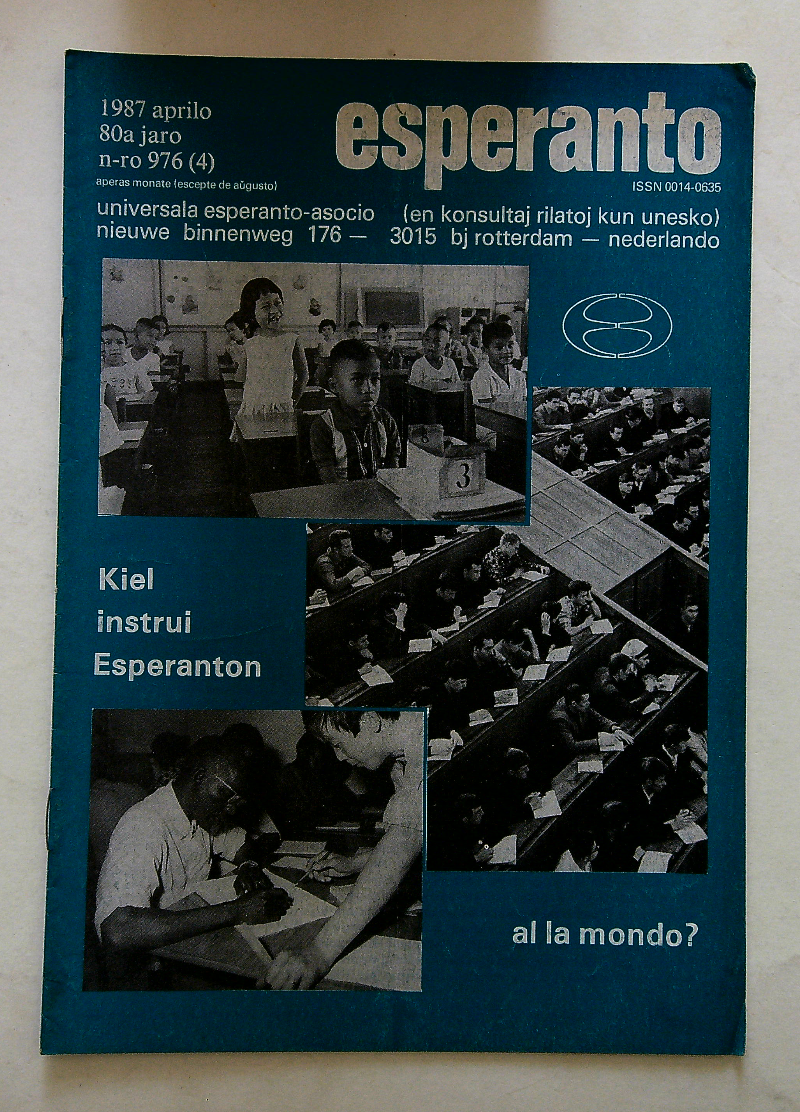 1987 aprilo
80a jaro
n-ro 976 (4)
aperas monate (escepte de aŭgusto)
esperanto
ISSN 0014-0635
universala esperanto-asocio (en konsultaj rilatoj kun unesko)
nieuwe binnenweg 176 — 3015 bj rotterdam — nederlando
8
3
Kiel
instrui
Esperanton
al la mondo?